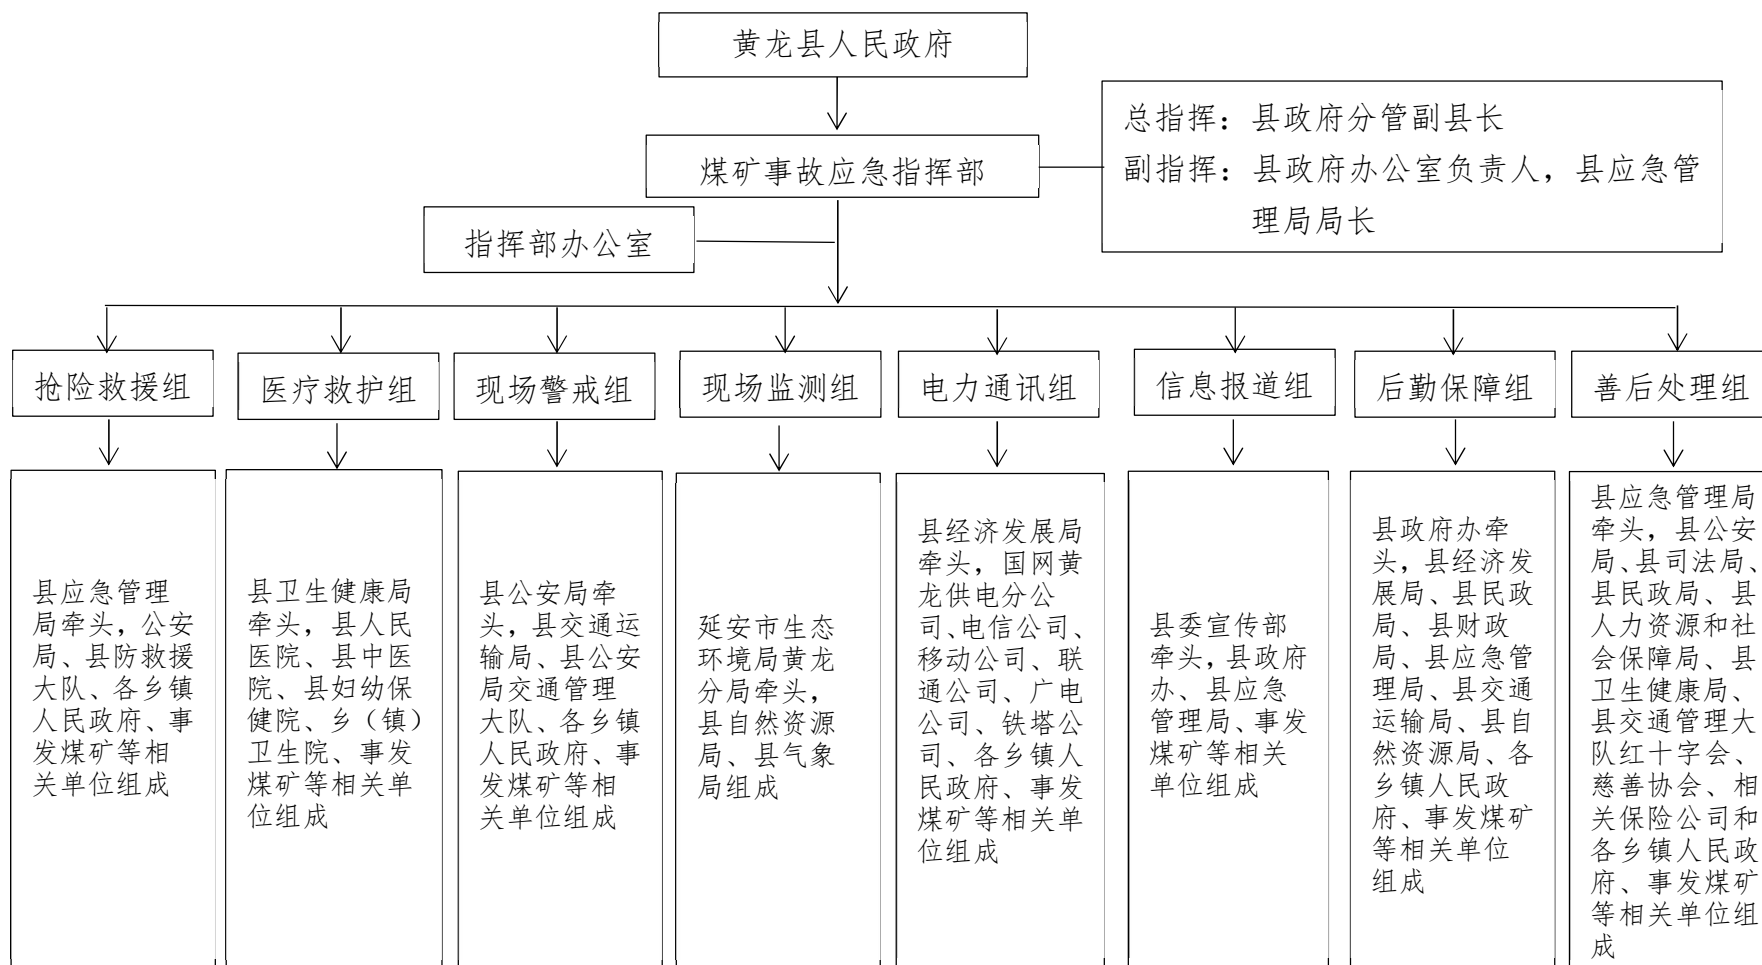 黄龙县人民政府
煤矿事故应急指挥部
总指挥：县政府分管副县长
副指挥：县政府办公室负责人，县应急管
理局局长
指挥部办公室
抢险救援组
医疗救护组
现场警戒组
现场监测组
电力通讯组
信息报道组
后勤保障组
善后处理组
县应急管理
局牵头，公安
局、县防救援
大队、各乡镇
人民政府、事
发煤矿等相
关单位组成
县卫生健康局
牵头，县人民
医院、县中医
院、县妇幼保
健院、乡（镇）
卫生院、事发
煤矿等相关单
位组成
县公安局牵
头，县交通运
输局、县公安
局交通管理
大队、各乡镇
人民政府、事
发煤矿等相
关单位组成
延安市生态
环境局黄龙
分局牵头，
县自然资源
局、县气象
局组成
县经济发展局
牵头，国网黄
龙供电分公
司、电信公司、
移动公司、联
通公司、广电
公司、铁塔公
司、各乡镇人
民政府、事发
煤矿等相关单
位组成
县委宣传部
牵头，县政府
办、县应急
管理局、事发
煤矿等相关
单位组成
县政府办牵
头，县经济发
展局、县民政
局、县财政
局、县应急管
理局、县交通
运输局、县自
然资源局、各
乡镇人民政
府、事发煤矿
等相关单位
组成
县应急管理局
牵头，县公安
局、县司法局、
县民政局、县
人力资源和社
会保障局、县
卫生健康局、
县交通管理大
队红十字会、
慈善协会、相
关保险公司和
各乡镇人民政
府、事发煤矿
等相关单位组
成